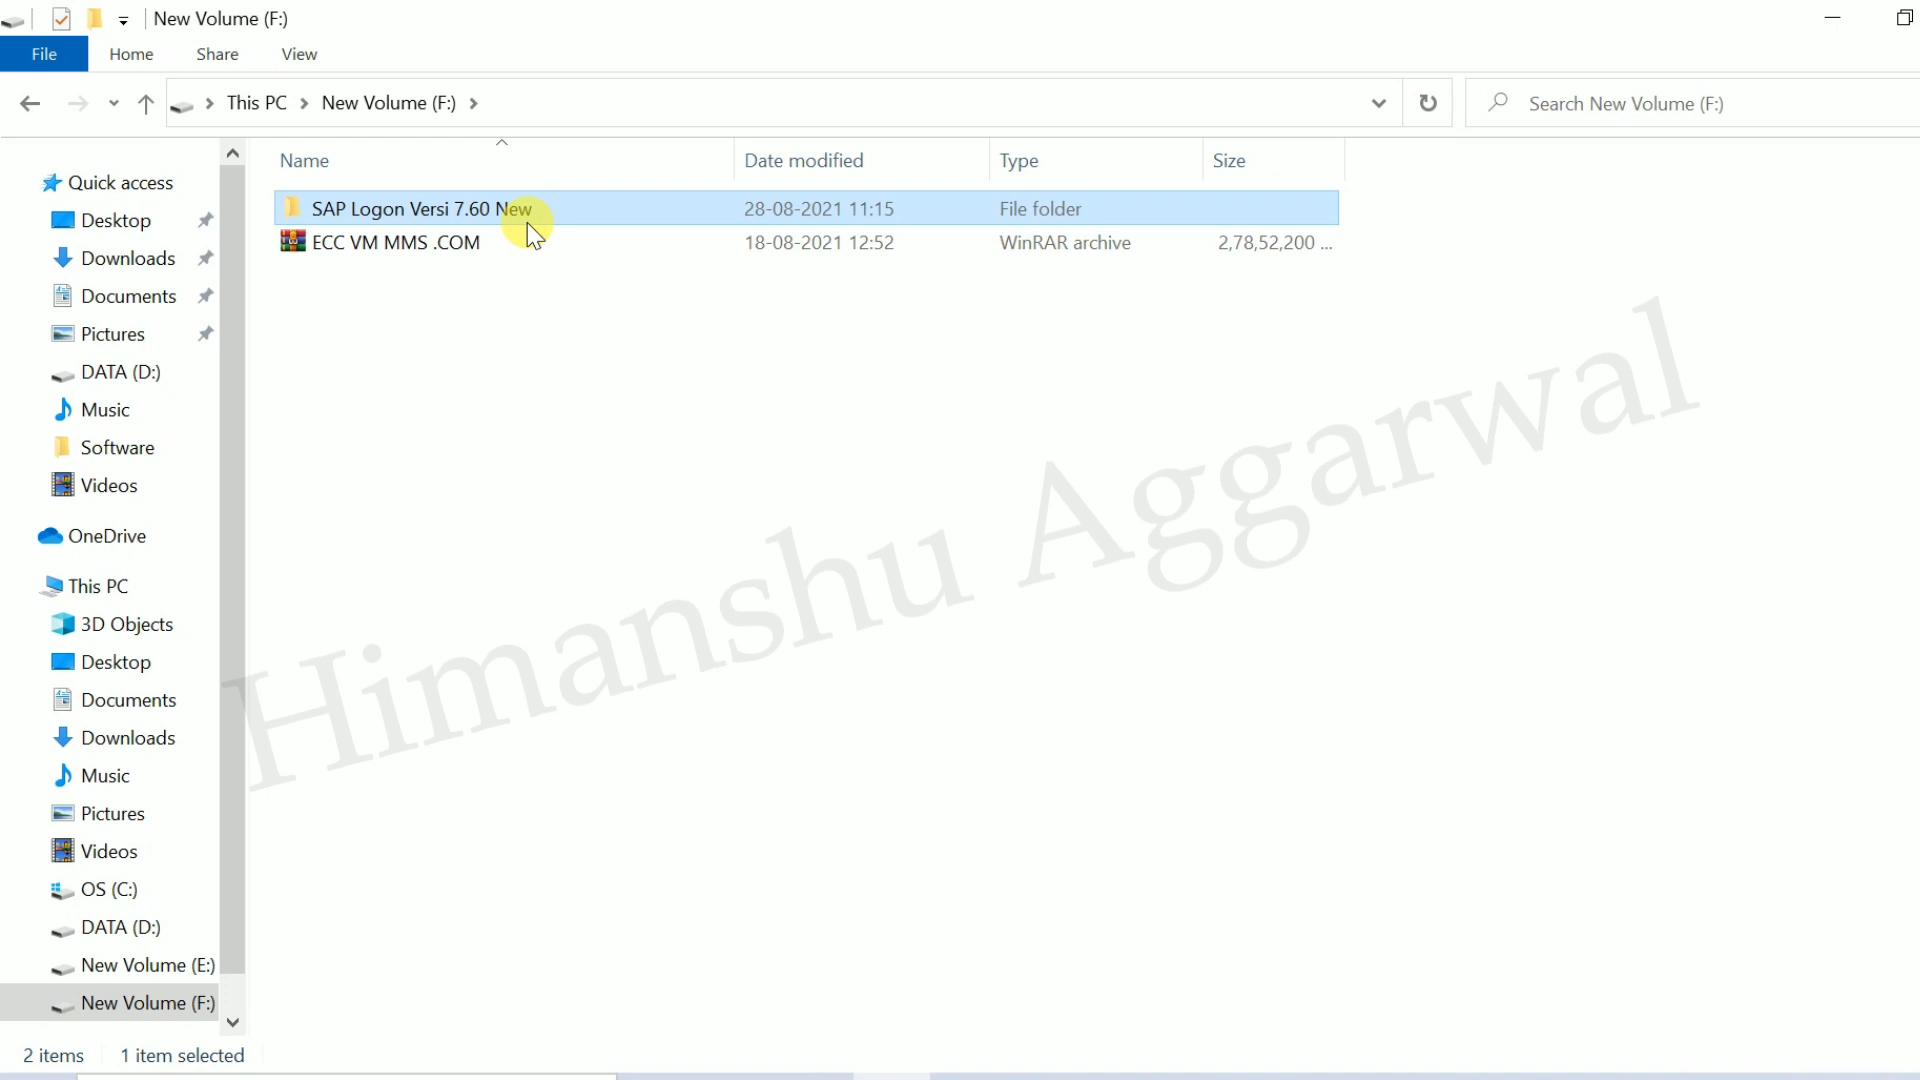 New Volume (F:)
File Home Share View
This PC New Volume (F:)
Search New Volume (F:)
Name Date modified Type Size
SAP Logon Versi 7.60 New 28-08-2021 11:15 File folder
ECC VM MMS .COM 18-08-2021 12:52 WinRAR archive 2,78,52,200 ...
Quick access
Desktop
Downloads
Documents
Pictures
DATA (D:)
Music
Software
Videos
OneDrive
This PC
3D Objects
Desktop
Documents
Downloads
Music
Pictures
Videos
OS (C:)
DATA (D:)
New Volume (E:)
New Volume (F:)
Himanshu Aggarwal
2 items 1 item selected